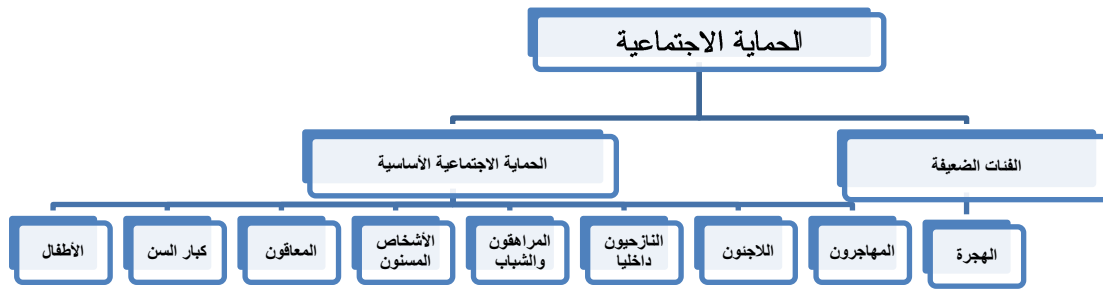 الحماية الاجتماعية
الفئات الضعيفة
الحماية الاجتماعية الأساسية
الهجرة
المهاجرون
اللاجئون
النازحيون
داخليا
المراهقون
والشباب
الأشخاص
المسنون
المعاقون
كبار السن
الأطفال